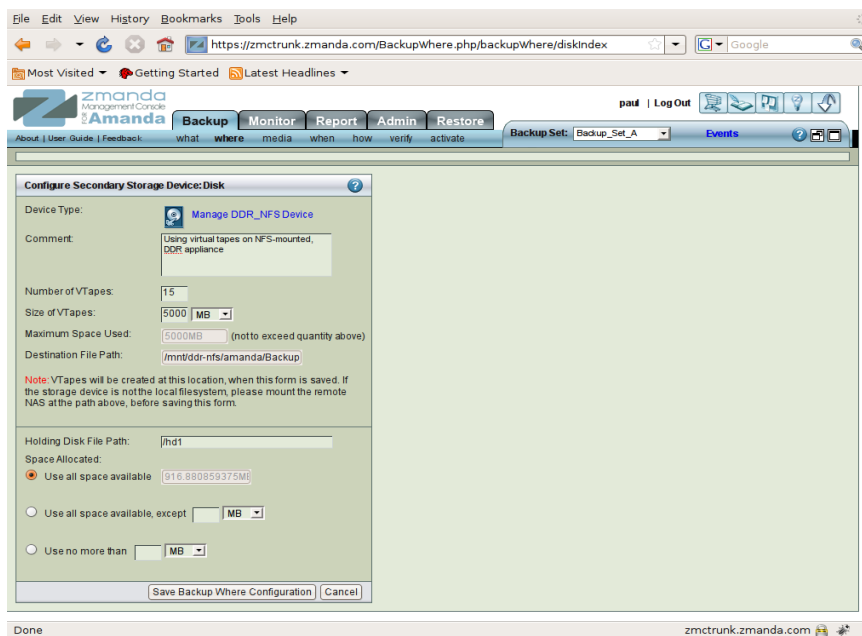 File Edit View History Bookmarks Tools Help
https://zmctrunk.zmanda.com/BackupWhere.php/backupWhere/diskIndex
Google
Most Visited Getting Started Latest Headlines
zmanda
Management Console
FOR Amanda
paul | Log Out
Backup Monitor Report Admin Restore
About | User Guide | Feedback
what where media when how verify activate
Backup Set: Backup_Set_A Events
Configure Secondary Storage Device: Disk
Device Type: Manage DDR_NFS Device
Comment: Using virtual tapes on NFS-mounted,
DDR appliance
Number of VTapes: 15
Size of VTapes: 5000 MB
Maximum Space Used: 5000MB (not to exceed quantity above)
Destination File Path: /mnt/ddr-nfs/amanda/Backup
Note: VTapes will be created at this location, when this form is saved. If
the storage device is not the local filesystem, please mount the remote
NAS at the path above, before saving this form.
Holding Disk File Path: /hd1
Space Allocated:
Use all space available 916.880859375MB
Use all space available, except MB
Use no more than MB
Save Backup Where Configuration Cancel
Done zmctrunk.zmanda.com